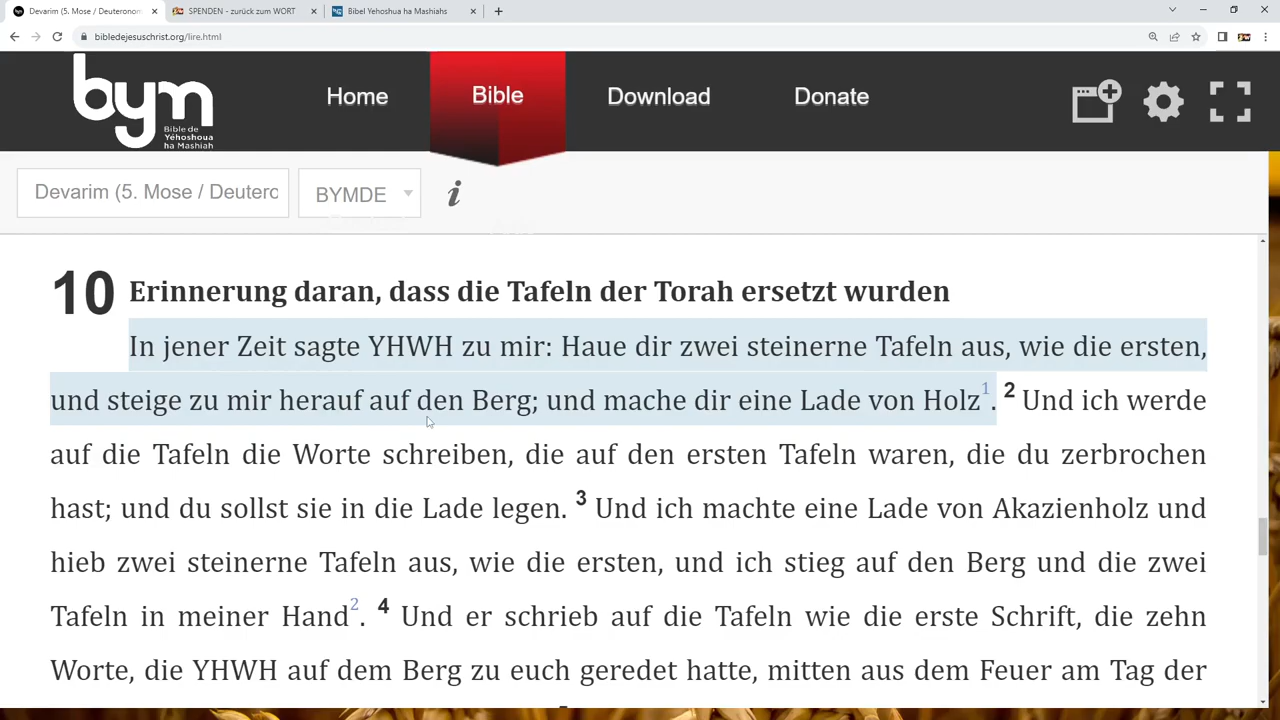 Devarim (5. Mose / Deuteronom
SPENDEN - zurück zum WORT
Bibel Yehoshua ha Mashiahs
bibledejesuschrist.org/lire.html
bym
Bible de
Yéhoshoua
ha Mashiah
Home
Bible
Download
Donate
Devarim (5. Mose / Deuterc
BYMDE
i
10 Erinnerung daran, dass die Tafeln der Torah ersetzt wurden
In jener Zeit sagte YHWH zu mir: Haue dir zwei steinerne Tafeln aus, wie die ersten,
und steige zu mir herauf auf den Berg; und mache dir eine Lade von Holz1. 2 Und ich werde
auf die Tafeln die Worte schreiben, die auf den ersten Tafeln waren, die du zerbrochen
hast; und du sollst sie in die Lade legen. 3 Und ich machte eine Lade von Akazienholz und
hieb zwei steinerne Tafeln aus, wie die ersten, und ich stieg auf den Berg und die zwei
Tafeln in meiner Hand2. 4 Und er schrieb auf die Tafeln wie die erste Schrift, die zehn
Worte, die YHWH auf dem Berg zu euch geredet hatte, mitten aus dem Feuer am Tag der